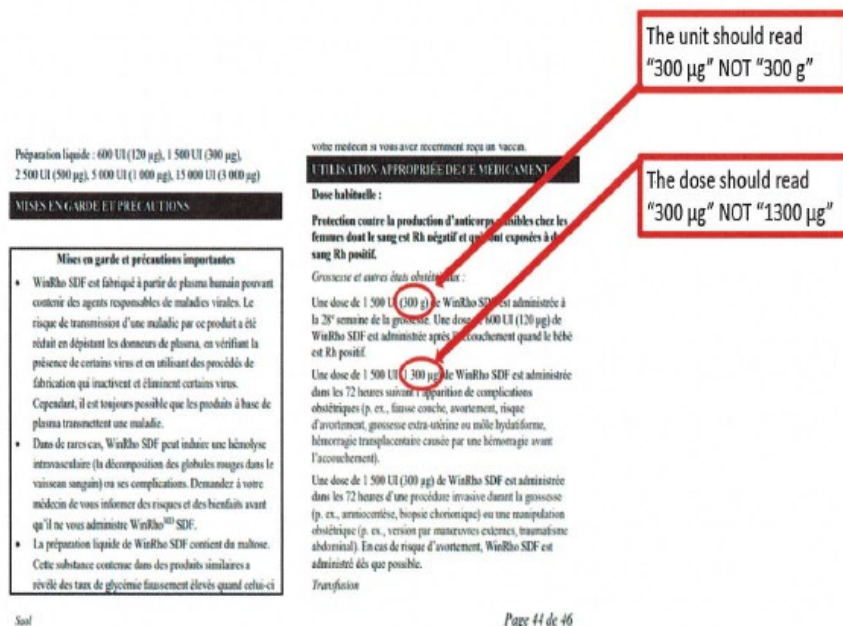 The unit should read
“300 µg” NOT “300 g”
The dose should read
“300 µg” NOT “1300 µg”
Préparation liquide : 600 UI (120 µg), 1 500 UI (300 µg),
2 500 UI (500 µg), 5 000 UI (1 000 µg), 15 000 UI (3 000 µg)
MISES EN GARDE ET PRÉCAUTIONS
Mises en garde et précautions importantes
• WinRho SDF est fabriqué à partir de plasma humain pouvant
contenir des agents responsables de maladies virales. Le
risque de transmission d’une maladie par ce produit a été
réduit en dépistant les donneurs de plasma, en vérifiant la
présence de certains virus et en utilisant des procédés de
fabrication qui inactivent et éliminent certains virus.
Cependant, il est toujours possible que les produits à base de
plasma transmettent une maladie.
• Dans de rares cas, WinRho SDF peut induire une hémolyse
intravasculaire (la décomposition des globules rouges dans le
vaisseau sanguin) ou ses complications. Demandez à votre
médecin de vous informer des risques et des bienfaits avant
qu’il ne vous administre WinRhoᴹᴰ SDF.
• La préparation liquide de WinRho SDF contient du maltose.
Cette substance contenue dans des produits similaires a
révélé des taux de glycémie faussement élevés quand celui-ci
votre médecin si vous avez récemment reçu un vaccin.
UTILISATION APPROPRIÉE DE CE MÉDICAMENT
Dose habituelle :
Protection contre la production d’anticorps chez les
femmes dont le sang est Rh négatif et qui ont exposées à du
sang Rh positif.
Grossesse et autres états obstétricaux :
Une dose de 1 500 UI (300 g) de WinRho SDF est administrée à
la 28ᵉ semaine de la grossesse. Une dose de 600 UI (120 µg) de
WinRho SDF est administrée après l’accouchement quand le bébé
est Rh positif.
Une dose de 1 500 UI 1 300 µg) de WinRho SDF est administrée
dans les 72 heures suivant l’apparition de complications
obstétriques (p. ex., fausse couche, avortement, risque
d’avortement, grossesse extra-utérine ou môle hydatiforme,
hémorragie transplacentaire causée par une hémorragie avant
l’accouchement).
Une dose de 1 500 UI (300 µg) de WinRho SDF est administrée
dans les 72 heures d’une procédure invasive durant la grossesse
(p. ex., amniocentèse, biopsie chorionique) ou une manipulation
obstétrique (p. ex., version par manœuvres externes, traumatisme
abdominal). En cas de risque d’avortement, WinRho SDF est
administré dès que possible.
Transfusion
Page 44 de 46